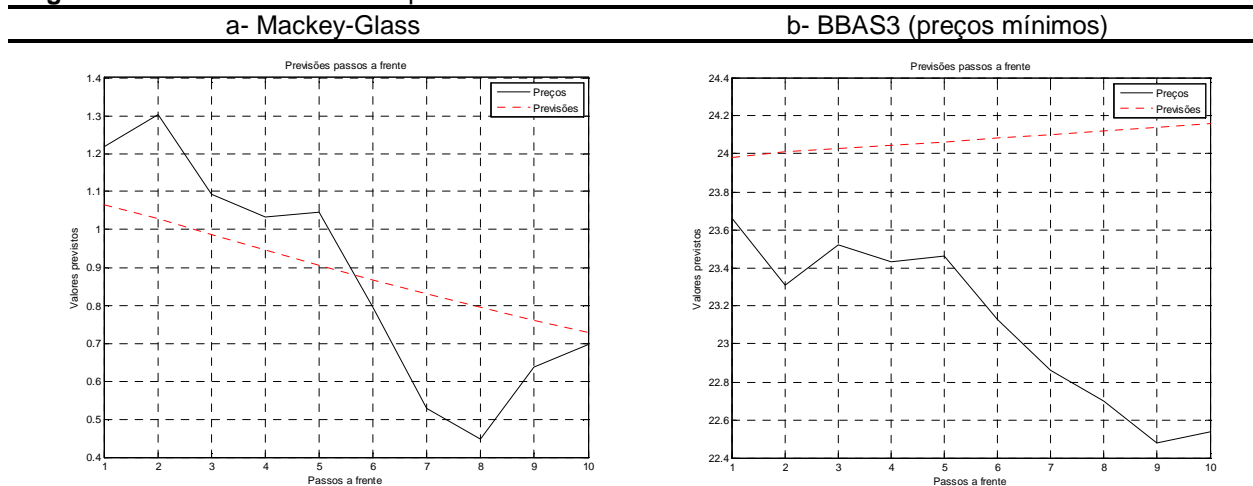 a- Mackey-Glass
b- BBAS3 (preços mínimos)
Previsões passos a frente
Preços
Previsões
Valores previstos
1.4
1.3
1.2
1.1
1
0.9
0.8
0.7
0.6
0.5
0.4
1 2 3 4 5 6 7 8 9 10
Passos a frente
Previsões passos a frente
Preços
Previsões
Valores previstos
24.4
24.2
24
23.8
23.6
23.4
23.2
23
22.8
22.6
22.4
1 2 3 4 5 6 7 8 9 10
Passos a frente